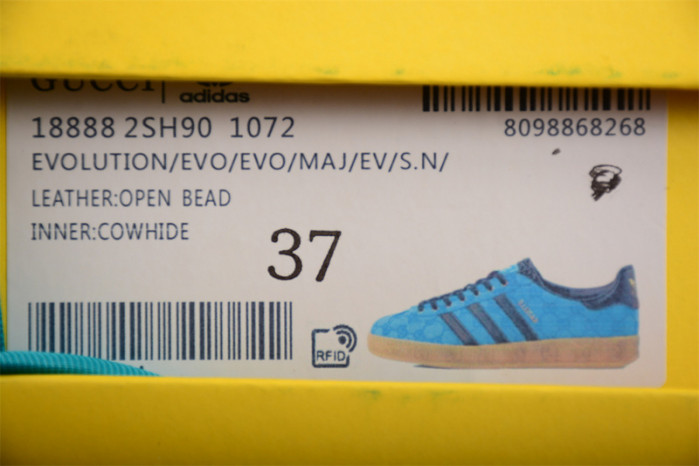 GUCCI | adidas
18888 2SH90 1072
8098868268
EVOLUTION/EVO/EVO/MAJ/EV/S.N/
LEATHER:OPEN BEAD
INNER:COWHIDE
37
RFID